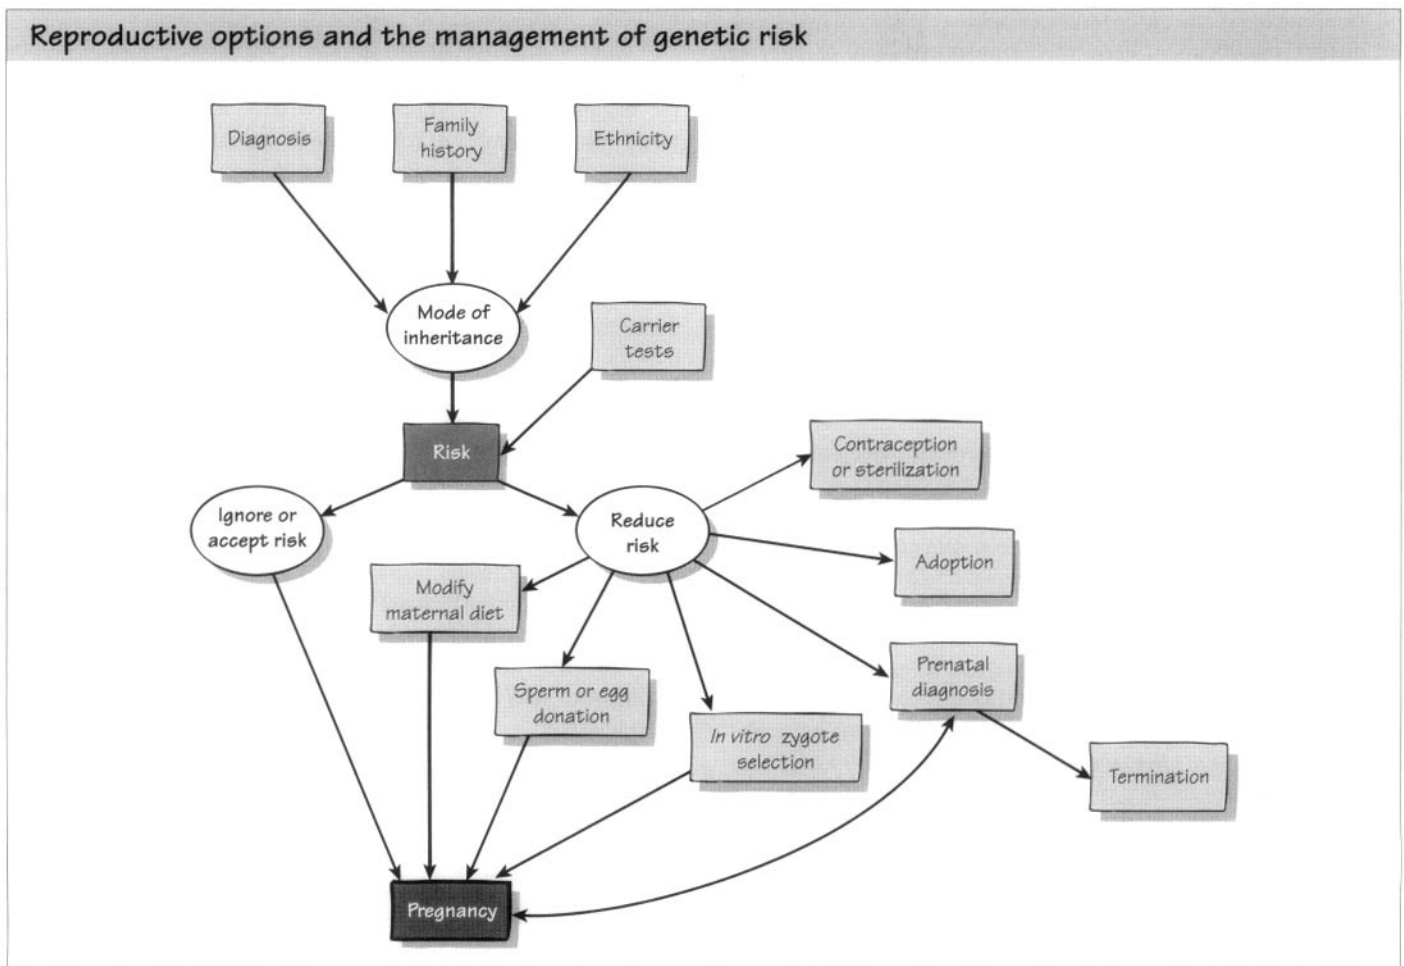 Reproductive options and the management of genetic risk
Diagnosis
Family
history
Ethnicity
Mode of
inheritance
Carrier
tests
Risk
Contraception
or sterilization
Ignore or
accept risk
Reduce
risk
Adoption
Modify
maternal diet
Prenatal
diagnosis
Sperm or egg
donation
In vitro zygote
selection
Termination
Pregnancy